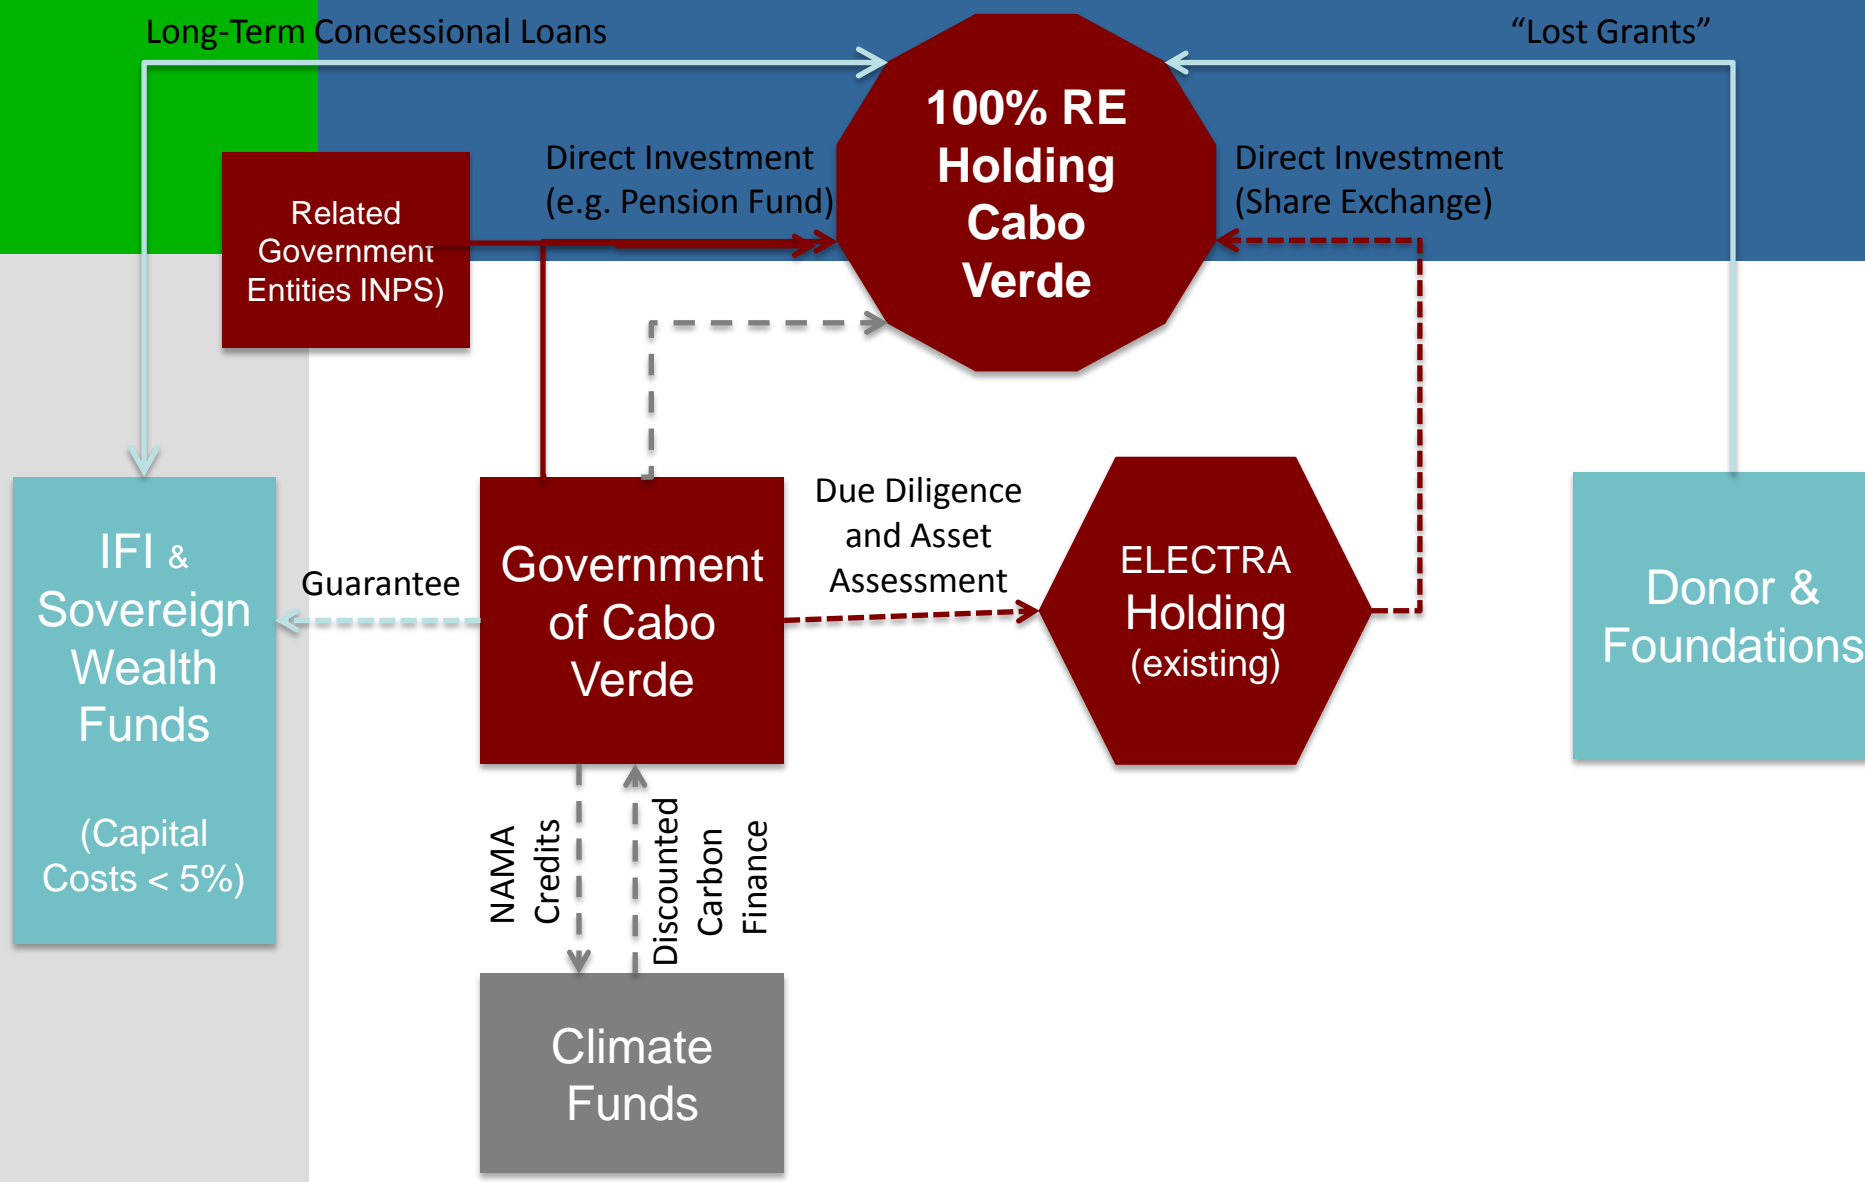 Long-Term Concessional Loans
“Lost Grants”
100% RE
Holding
Cabo
Verde
Direct Investment
(e.g. Pension Fund)
Direct Investment
(Share Exchange)
Related
Government
Entities INPS)
IFI &
Sovereign
Wealth
Funds
(Capital
Costs < 5%)
Guarantee
Government
of Cabo
Verde
Due Diligence
and Asset
Assessment
ELECTRA
Holding
(existing)
Donor &
Foundations
NAMA
Credits
Discounted
Carbon
Finance
Climate
Funds